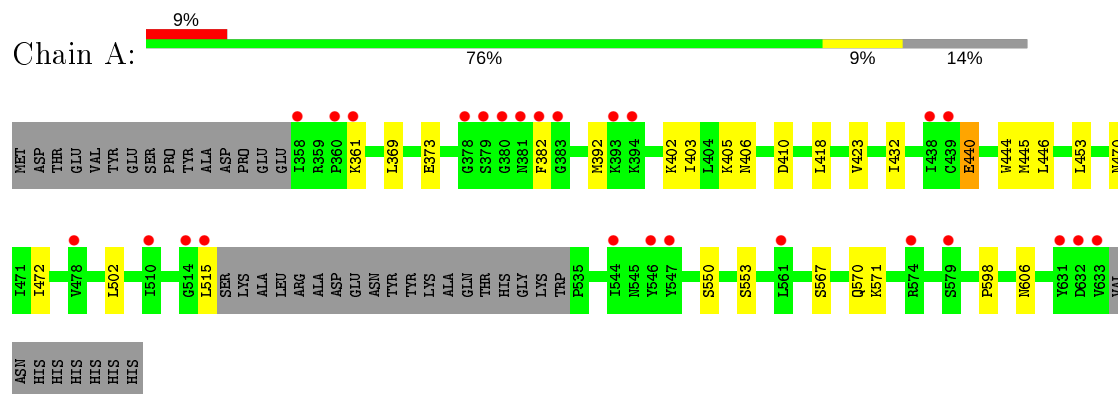 9%
Chain A:
76% 9% 14%
MET ASP THR GLU VAL TYR GLU SER PRO TYR ALA ASP PRO GLU GLU I358 R359 P360 K361 L369 E373 G378 S379 G380 N381 F382 G383 M392 K393 K394 K402 I403 L404 K405 N406 D410 L418 V423 I432 I438 C439 E440 W444 M445 L446 L453 N470
I471 I472 V478 L502 I510 G514 L515 SER LYS ALA LEU ARG ALA ASP GLU ASN TYR TYR LYS ALA GLN THR HIS GLY LYS TRP P535 I544 N545 Y546 Y547 S550 S553 L561 S567 Q570 K571 R574 S579 P598 N606 Y631 D632 V633 VAL
ASN HIS HIS HIS HIS HIS HIS